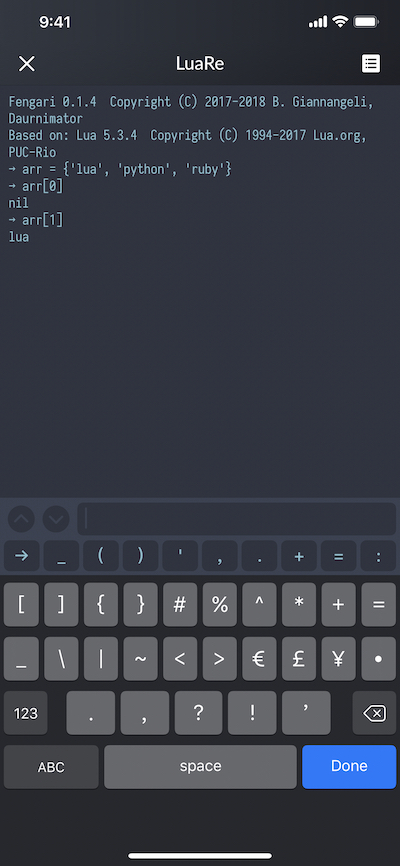 9:41
LuaRe
Fengari 0.1.4  Copyright (C) 2017-2018 B. Giannangeli,
Daurnimator
Based on: Lua 5.3.4  Copyright (C) 1994-2017 Lua.org,
PUC-Rio
→ arr = {'lua', 'python', 'ruby'}
→ arr[0]
nil
→ arr[1]
lua
→ _ ( ) ' , . + = :
[ ] { } # % ^ * + =
_ \ | ~ < > € £ ¥ •
123 . , ? ! ’
ABC space Done